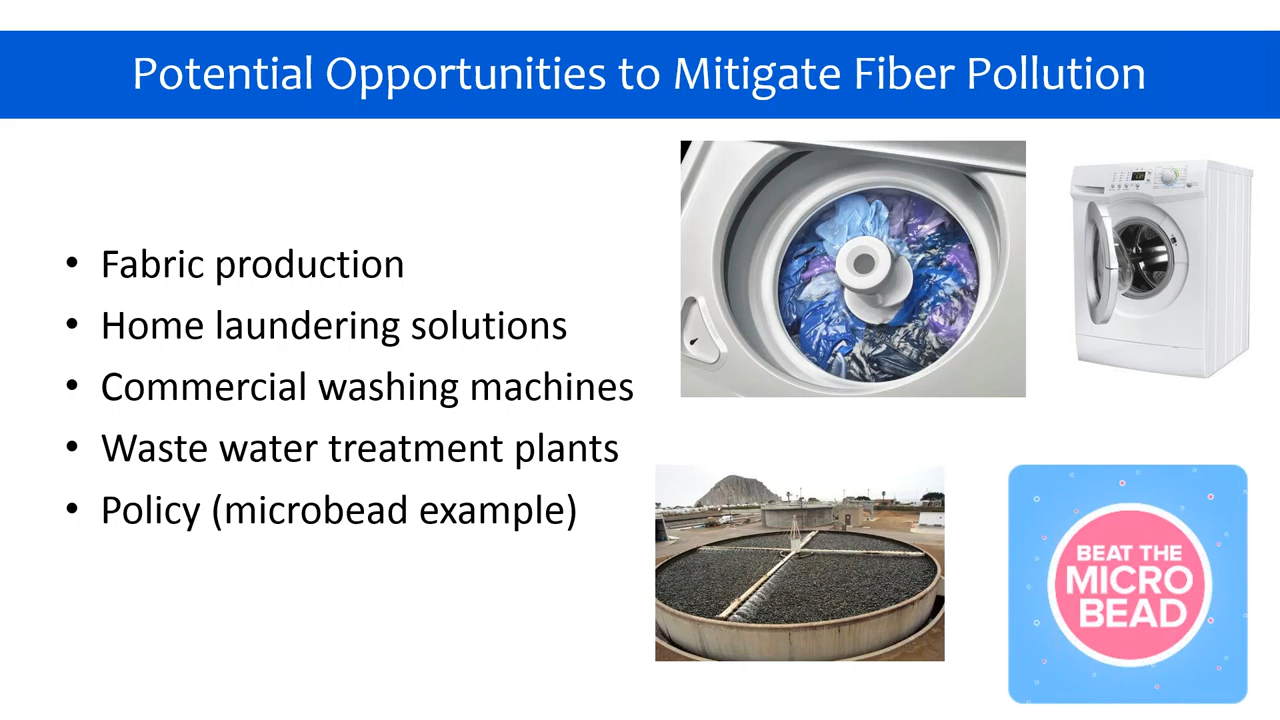 Potential Opportunities to Mitigate Fiber Pollution
• Fabric production
• Home laundering solutions
• Commercial washing machines
• Waste water treatment plants
• Policy (microbead example)
BEAT THE
MICRO
BEAD